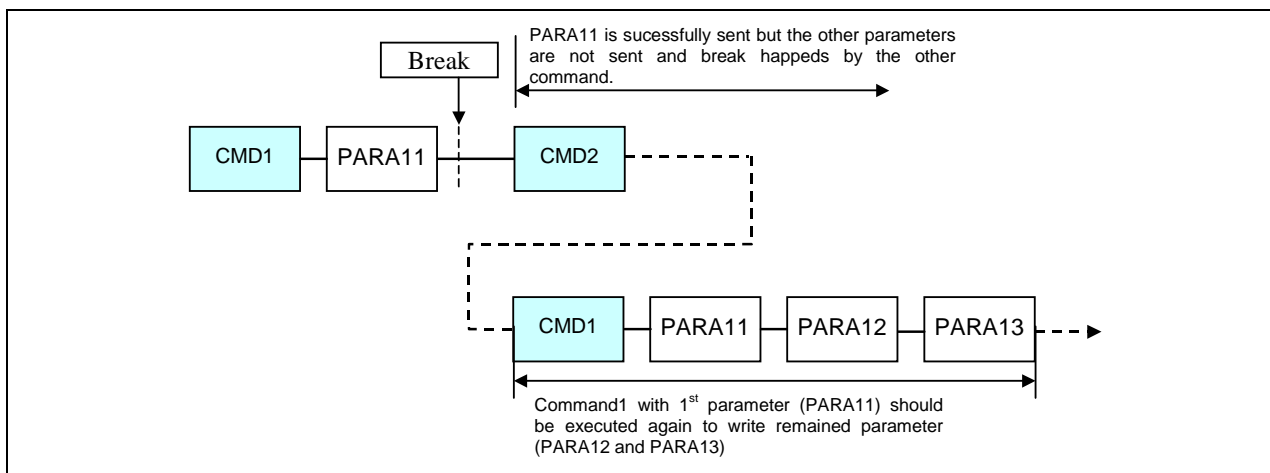 PARA11 is sucessfully sent but the other parameters
are not sent and break happeds by the other
command.
Break
CMD1
PARA11
CMD2
CMD1
PARA11
PARA12
PARA13
Command1 with 1st parameter (PARA11) should
be executed again to write remained parameter
(PARA12 and PARA13)